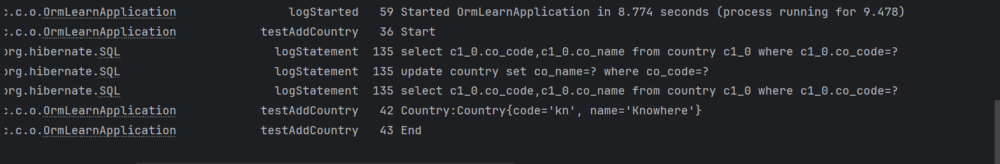 c.c.o.OrmLearnApplication logStarted 59 Started OrmLearnApplication in 8.774 seconds (process running for 9.478)
c.c.o.OrmLearnApplication testAddCountry 36 Start
org.hibernate.SQL logStatement 135 select c1_0.co_code,c1_0.co_name from country c1_0 where c1_0.co_code=?
org.hibernate.SQL logStatement 135 update country set co_name=? where co_code=?
org.hibernate.SQL logStatement 135 select c1_0.co_code,c1_0.co_name from country c1_0 where c1_0.co_code=?
c.c.o.OrmLearnApplication testAddCountry 42 Country:Country{code='kn', name='Knowhere'}
c.c.o.OrmLearnApplication testAddCountry 43 End